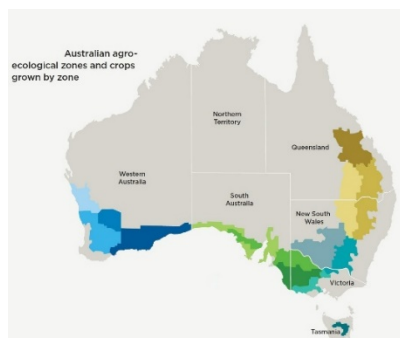 Australian agro-
ecological zones and crops
grown by zone
Northern
Territory
Queensland
Western
Australia
South
Australia
New South
Wales
Victoria
Tasmania